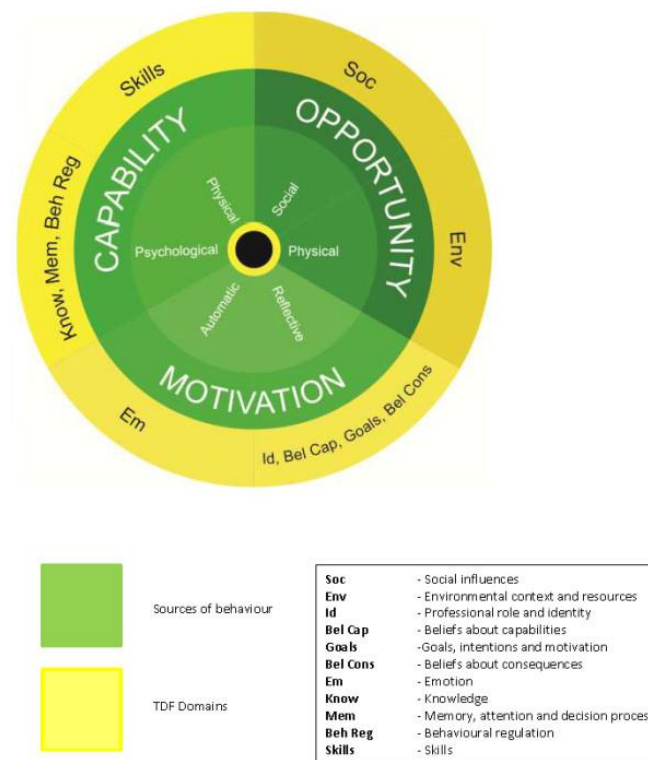 Skills
Soc
CAPABILITY
OPPORTUNITY
Physical
Social
Know, Mem, Beh Reg
Psychological
Physical
Env
Automatic
Reflective
MOTIVATION
Em
Id, Bel Cap, Goals, Bel Cons
Sources of behaviour
TDF Domains
Soc - Social influences
Env - Environmental context and resources
Id - Professional role and identity
Bel Cap - Beliefs about capabilities
Goals -Goals, intentions and motivation
Bel Cons - Beliefs about consequences
Em - Emotion
Know - Knowledge
Mem - Memory, attention and decision proces
Beh Reg - Behavioural regulation
Skills - Skills